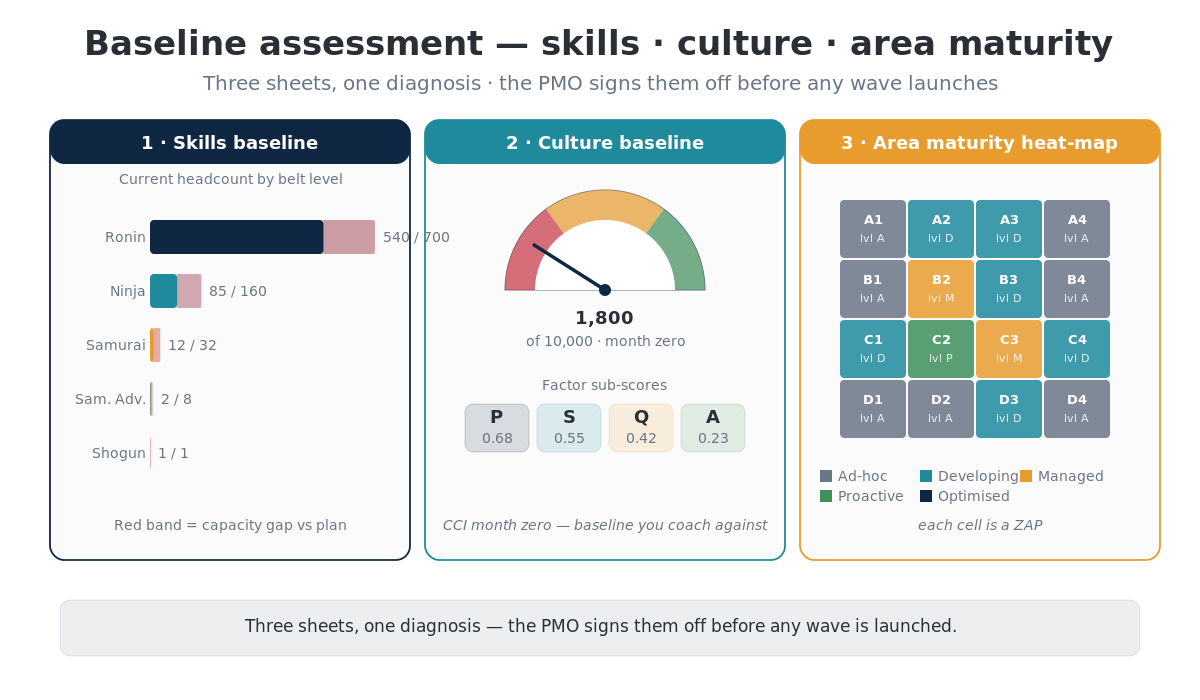 Baseline assessment — skills · culture · area maturity
Three sheets, one diagnosis · the PMO signs them off before any wave launches
1 · Skills baseline
Current headcount by belt level
Ronin 540 / 700
Ninja 85 / 160
Samurai 12 / 32
Sam. Adv. 2 / 8
Shogun 1 / 1
Red band = capacity gap vs plan
2 · Culture baseline
1,800
of 10,000 · month zero
Factor sub-scores
P S Q A
0.68 0.55 0.42 0.23
CCI month zero — baseline you coach against
3 · Area maturity heat-map
A1 A2 A3 A4
lvl A lvl D lvl D lvl A
B1 B2 B3 B4
lvl A lvl M lvl D lvl A
C1 C2 C3 C4
lvl D lvl P lvl M lvl D
D1 D2 D3 D4
lvl A lvl A lvl D lvl A
Ad-hoc Developing Managed
Proactive Optimised
each cell is a ZAP
Three sheets, one diagnosis — the PMO signs them off before any wave is launched.